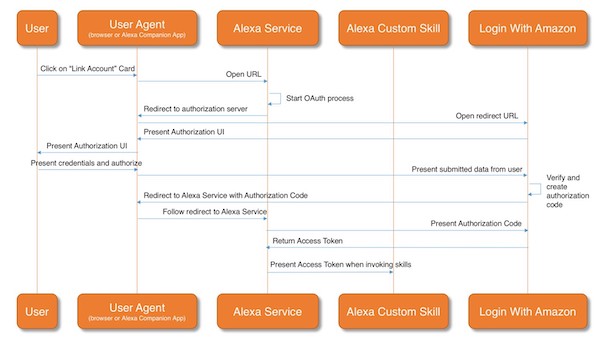 User
User Agent
(browser or Alexa Companion App)
Alexa Service
Alexa Custom Skill
Login With Amazon
Click on "Link Account" Card
Open URL
Start OAuth process
Redirect to authorization server
Open redirect URL
Present Authorization UI
Present Authorization UI
Present credentials and authorize
Present submitted data from user
Verify and
create
authorization
code
Redirect to Alexa Service with Authorization Code
Follow redirect to Alexa Service
Present Authorization Code
Return Access Token
Present Access Token when invoking skills
User
User Agent
(browser or Alexa Companion App)
Alexa Service
Alexa Custom Skill
Login With Amazon